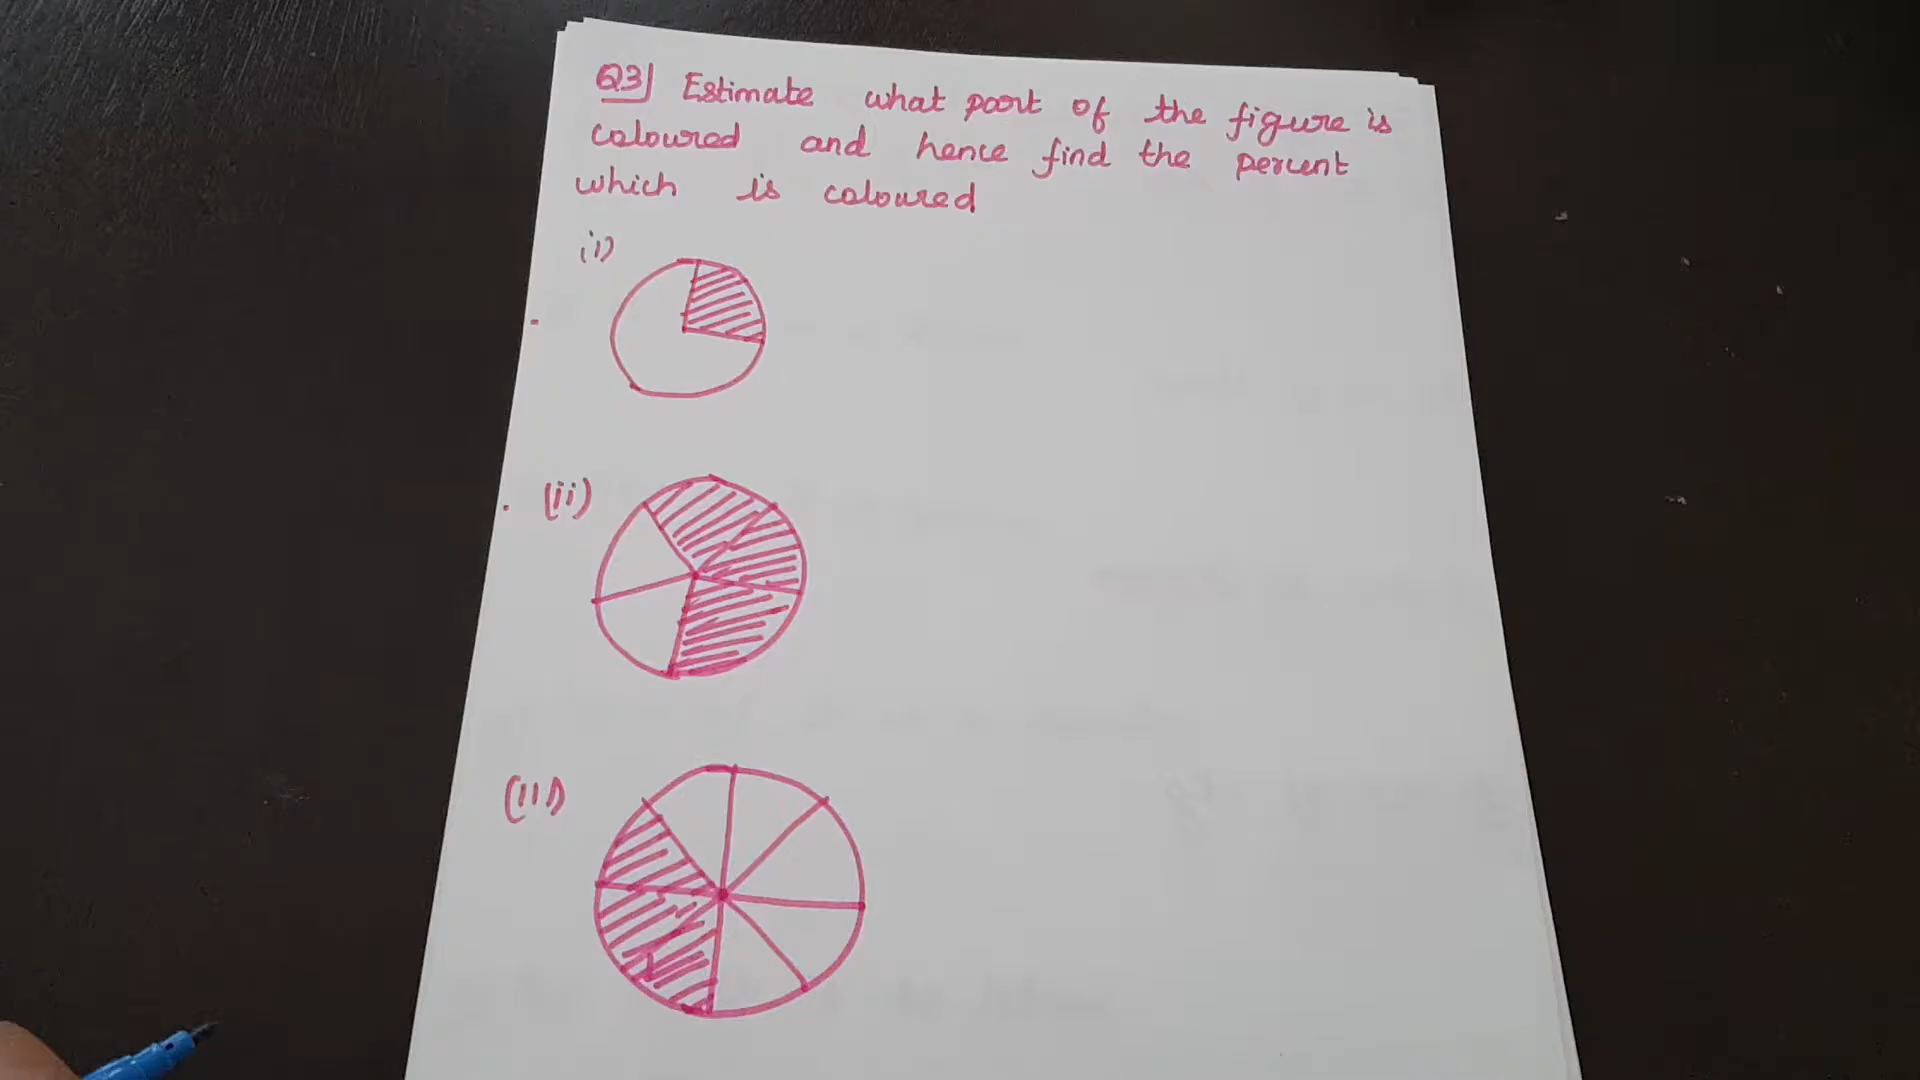 Q3) Estimate what part of the figure is
coloured and hence find the percent
which is coloured
(i)
(ii)
(iii)